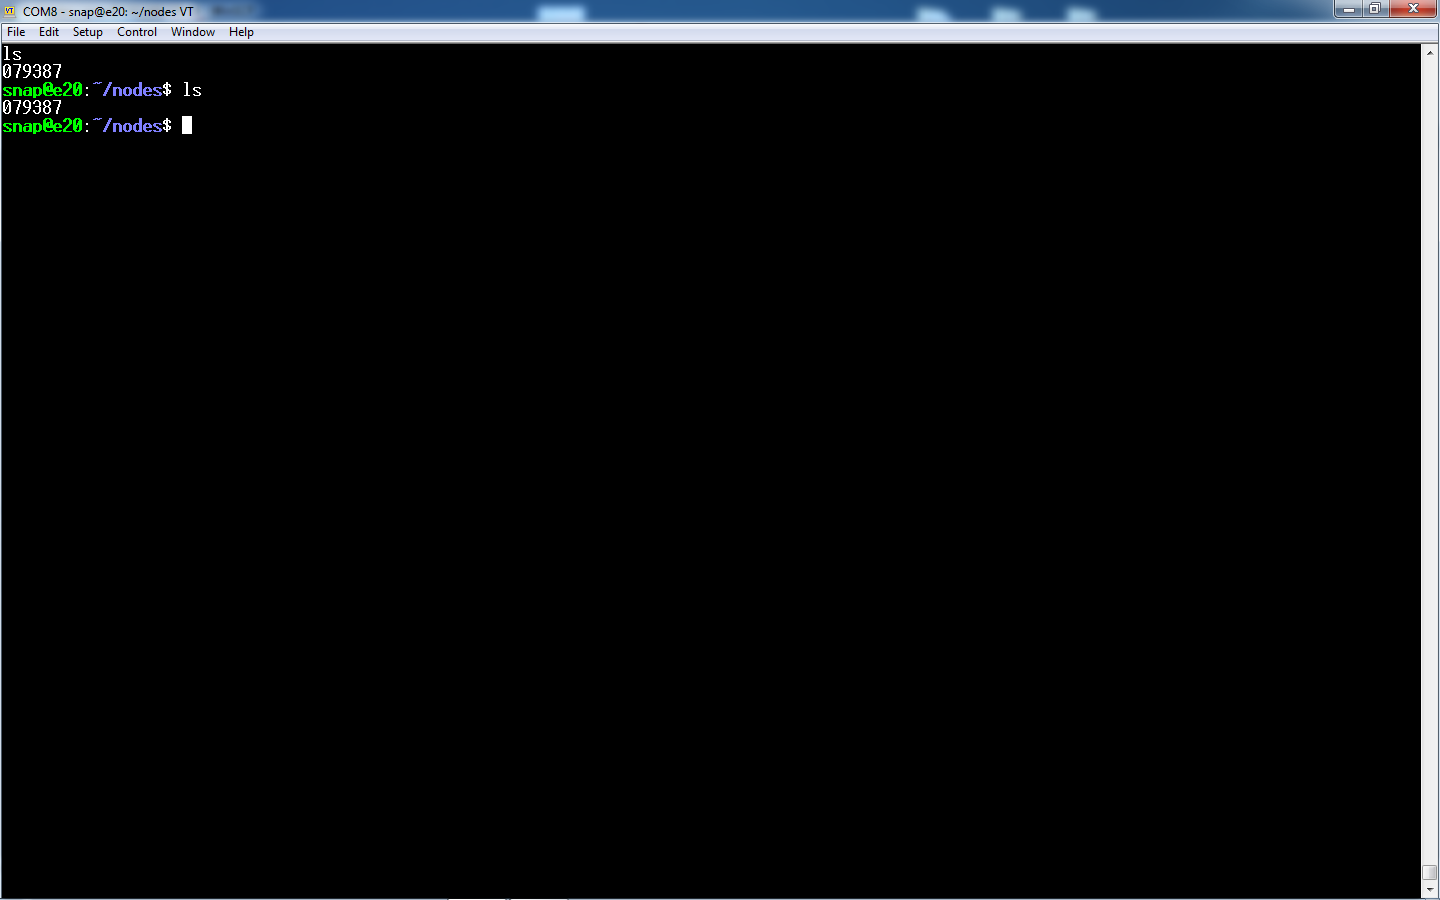 COM8 - snap@e20: ~/nodes VT
File Edit Setup Control Window Help
ls
079387
snap@e20:~/nodes$ ls
079387
snap@e20:~/nodes$